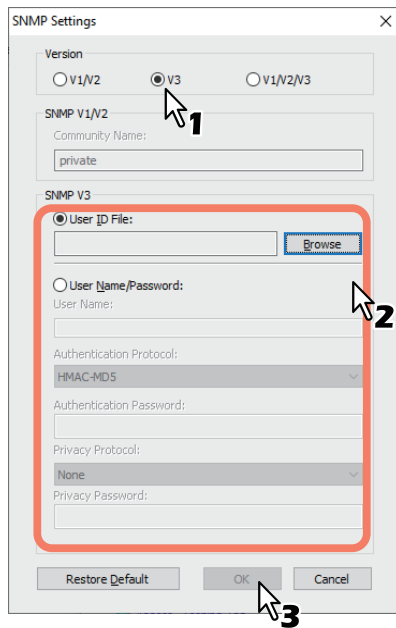 SNMP Settings
Version
V1/V2 V3 V1/V2/V3
1
SNMP V1/V2
Community Name:
private
SNMP V3
User ID File:
Browse
User Name/Password:
2
User Name:
Authentication Protocol:
HMAC-MD5
Authentication Password:
Privacy Protocol:
None
Privacy Password:
Restore Default OK Cancel
3